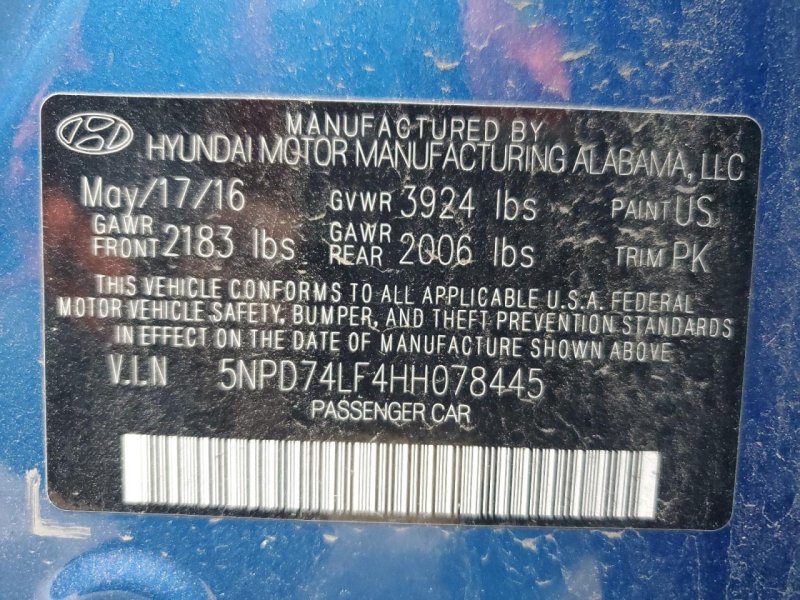 MANUFACTURED BY
HYUNDAI MOTOR MANUFACTURING ALABAMA, LLC
May/17/16 GVWR 3924 lbs PAINT US
GAWR FRONT 2183 lbs GAWR REAR 2006 lbs TRIM PK
THIS VEHICLE CONFORMS TO ALL APPLICABLE U.S.A. FEDERAL
MOTOR VEHICLE SAFETY, BUMPER, AND THEFT PREVENTION STANDARDS
IN EFFECT ON THE DATE OF MANUFACTURE SHOWN ABOVE.
V.I.N 5NPD74LF4HH078445
PASSENGER CAR